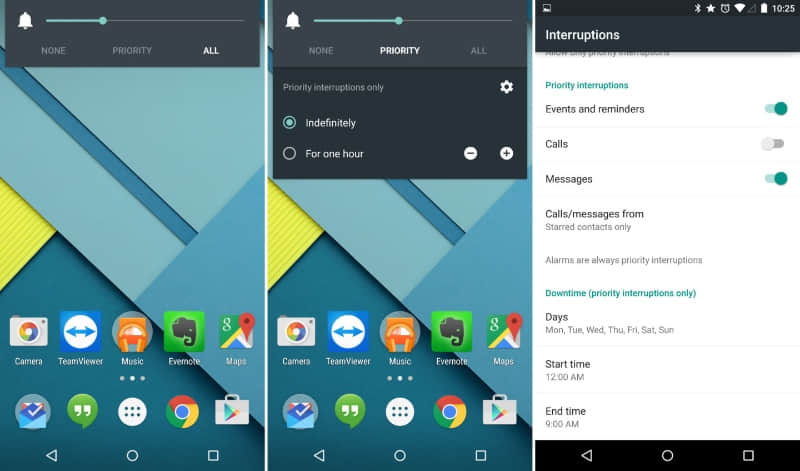 NONE PRIORITY ALL
Camera TeamViewer Music Evernote Maps
NONE PRIORITY ALL
Priority interruptions only
Indefinitely
For one hour
Camera TeamViewer Music Evernote Maps
10:25
Interruptions
Allow only priority interruptions
Priority interruptions
Events and reminders
Calls
Messages
Calls/messages from
Starred contacts only
Alarms are always priority interruptions
Downtime (priority interruptions only)
Days
Mon, Tue, Wed, Thu, Fri, Sat, Sun
Start time
12:00 AM
End time
9:00 AM